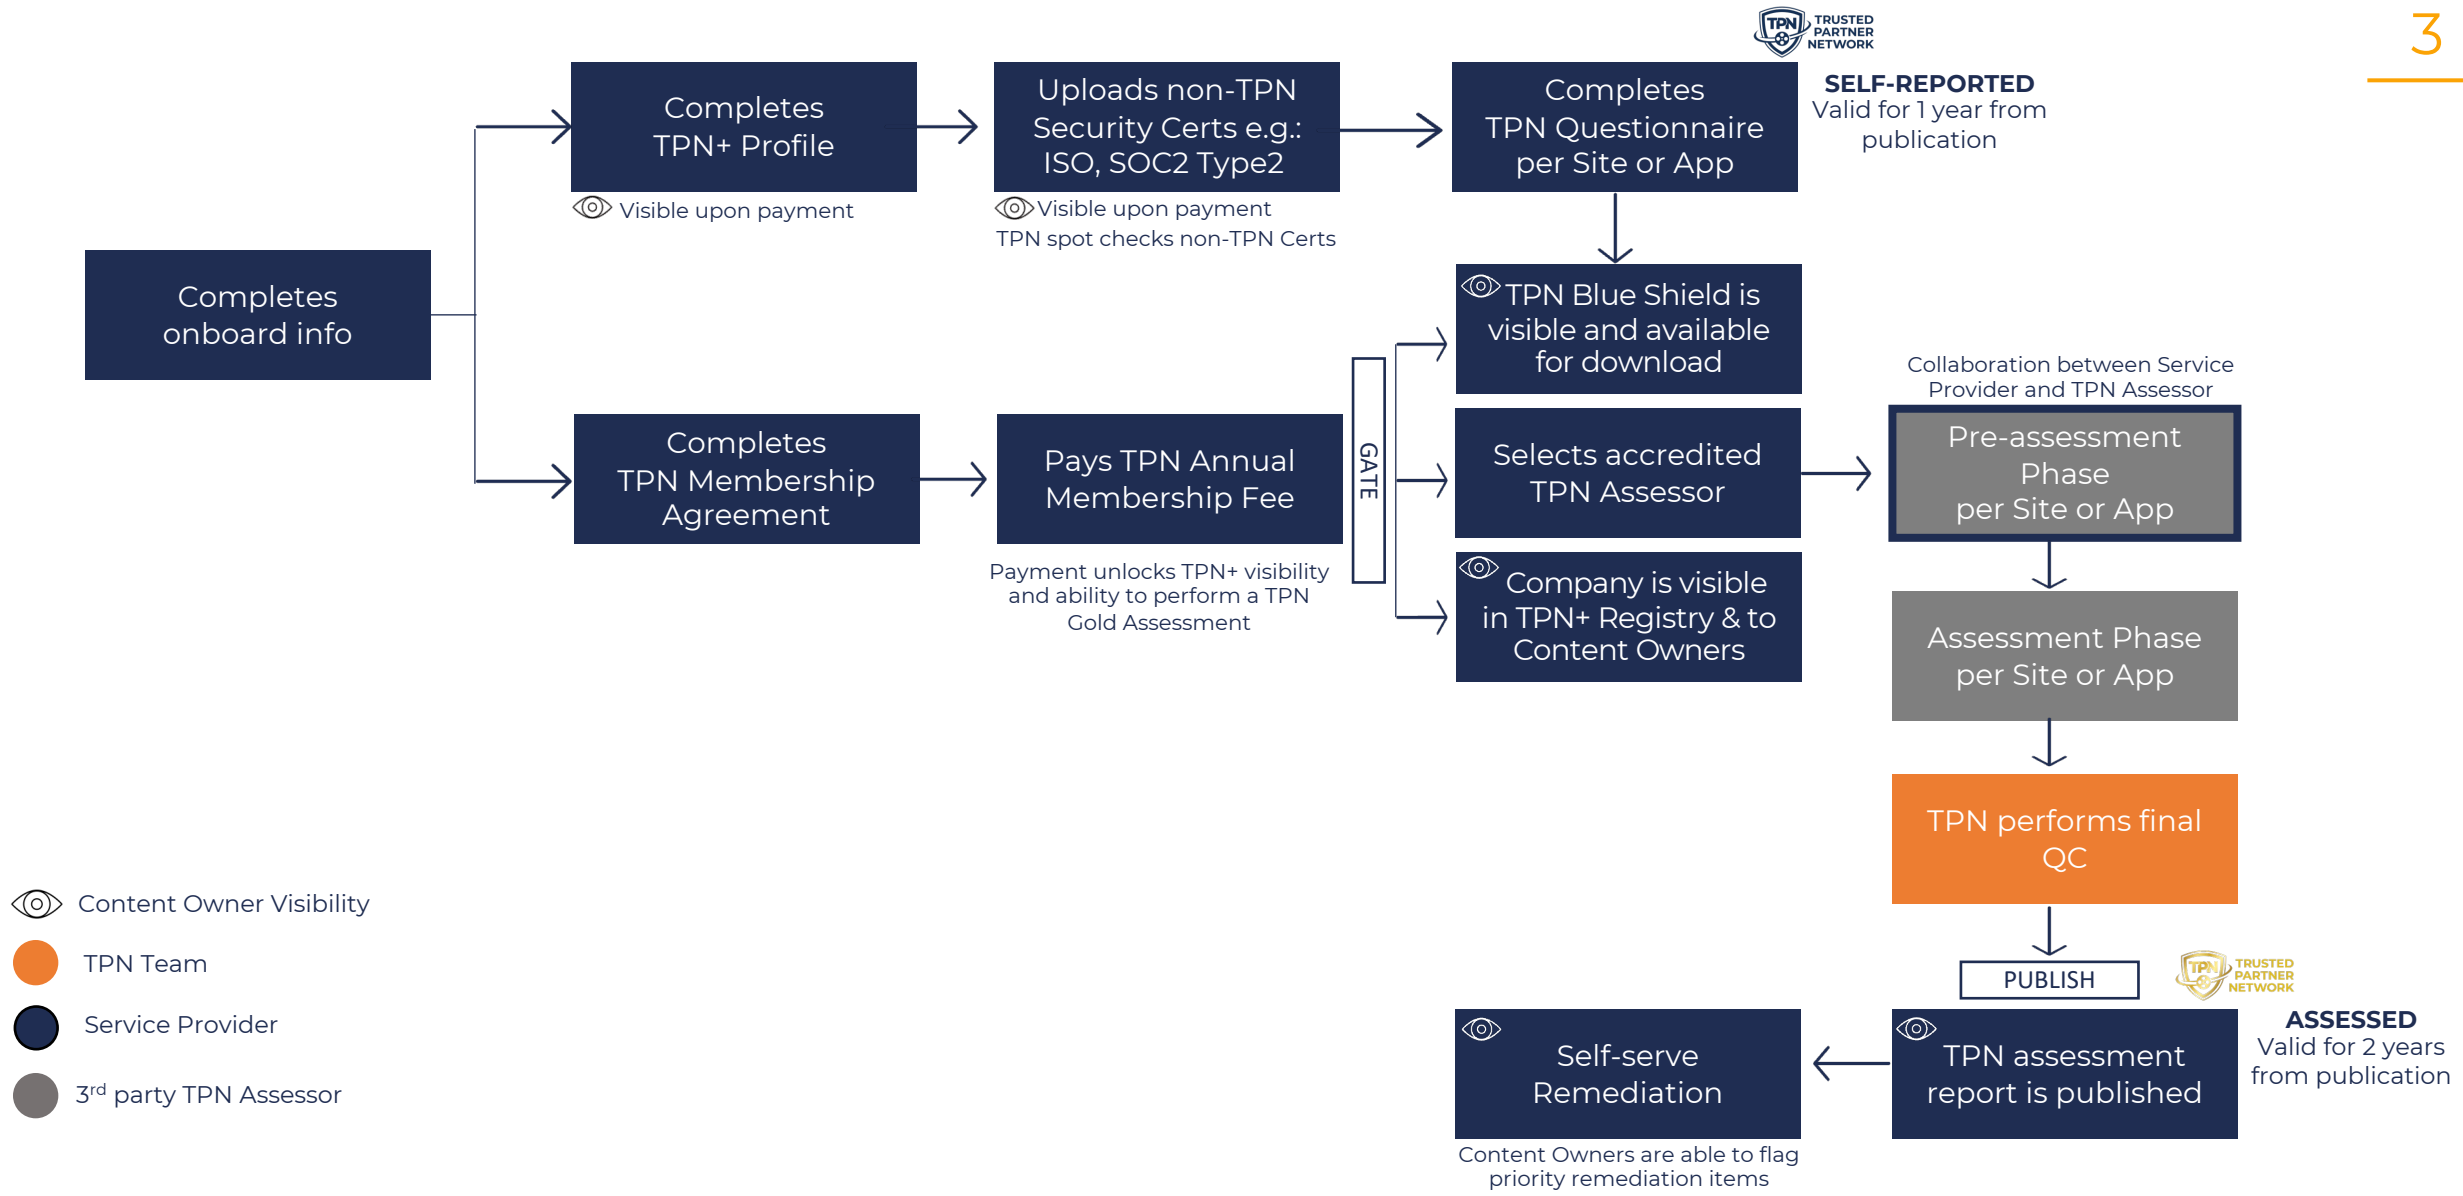 3
TPN
TRUSTED
PARTNER
NETWORK
SELF-REPORTED
Valid for 1 year from
publication
Completes
TPN+ Profile
Visible upon payment
Uploads non-TPN
Security Certs e.g.:
ISO, SOC2 Type2
Visible upon payment
TPN spot checks non-TPN Certs
Completes
TPN Questionnaire
per Site or App
Completes
onboard info
TPN Blue Shield is
visible and available
for download
Completes
TPN Membership
Agreement
Pays TPN Annual
Membership Fee
Payment unlocks TPN+ visibility
and ability to perform a TPN
Gold Assessment
GATE
Selects accredited
TPN Assessor
Company is visible
in TPN+ Registry & to
Content Owners
Collaboration between Service
Provider and TPN Assessor
Pre-assessment
Phase
per Site or App
Assessment Phase
per Site or App
TPN performs final
QC
PUBLISH
TPN
TRUSTED
PARTNER
NETWORK
ASSESSED
Valid for 2 years
from publication
TPN assessment
report is published
Self-serve
Remediation
Content Owners are able to flag
priority remediation items
Content Owner Visibility
TPN Team
Service Provider
3rd party TPN Assessor